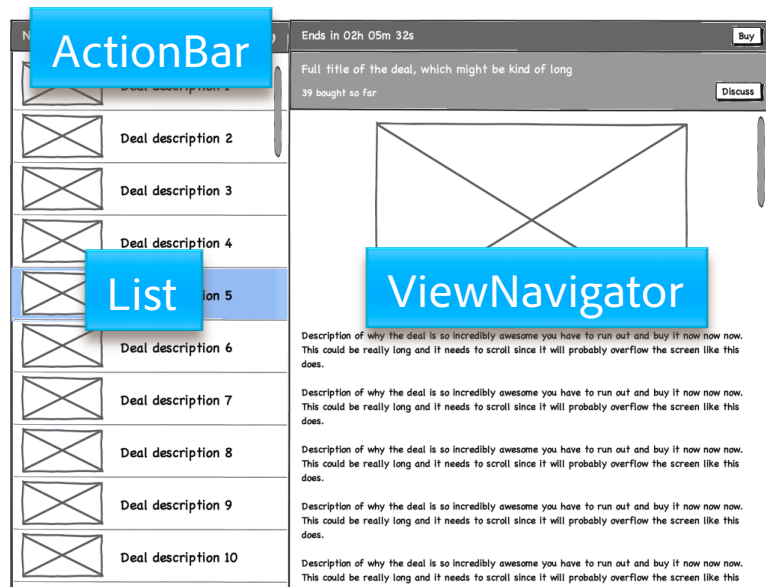 ActionBar
Deal description 2
Deal description 3
Deal description 4
List
ion 5
Deal description 6
Deal description 7
Deal description 8
Deal description 9
Deal description 10
Ends in 02h 05m 32s
Buy
Full title of the deal, which might be kind of long
39 bought so far
Discuss
ViewNavigator
Description of why the deal is so incredibly awesome you have to run out and buy it now now now.
This could be really long and it needs to scroll since it will probably overflow the screen like this
does.
Description of why the deal is so incredibly awesome you have to run out and buy it now now now.
This could be really long and it needs to scroll since it will probably overflow the screen like this
does.
Description of why the deal is so incredibly awesome you have to run out and buy it now now now.
This could be really long and it needs to scroll since it will probably overflow the screen like this
does.
Description of why the deal is so incredibly awesome you have to run out and buy it now now now.
This could be really long and it needs to scroll since it will probably overflow the screen like this
does.
Description of why the deal is so incredibly awesome you have to run out and buy it now now now.
This could be really long and it needs to scroll since it will probably overflow the screen like this